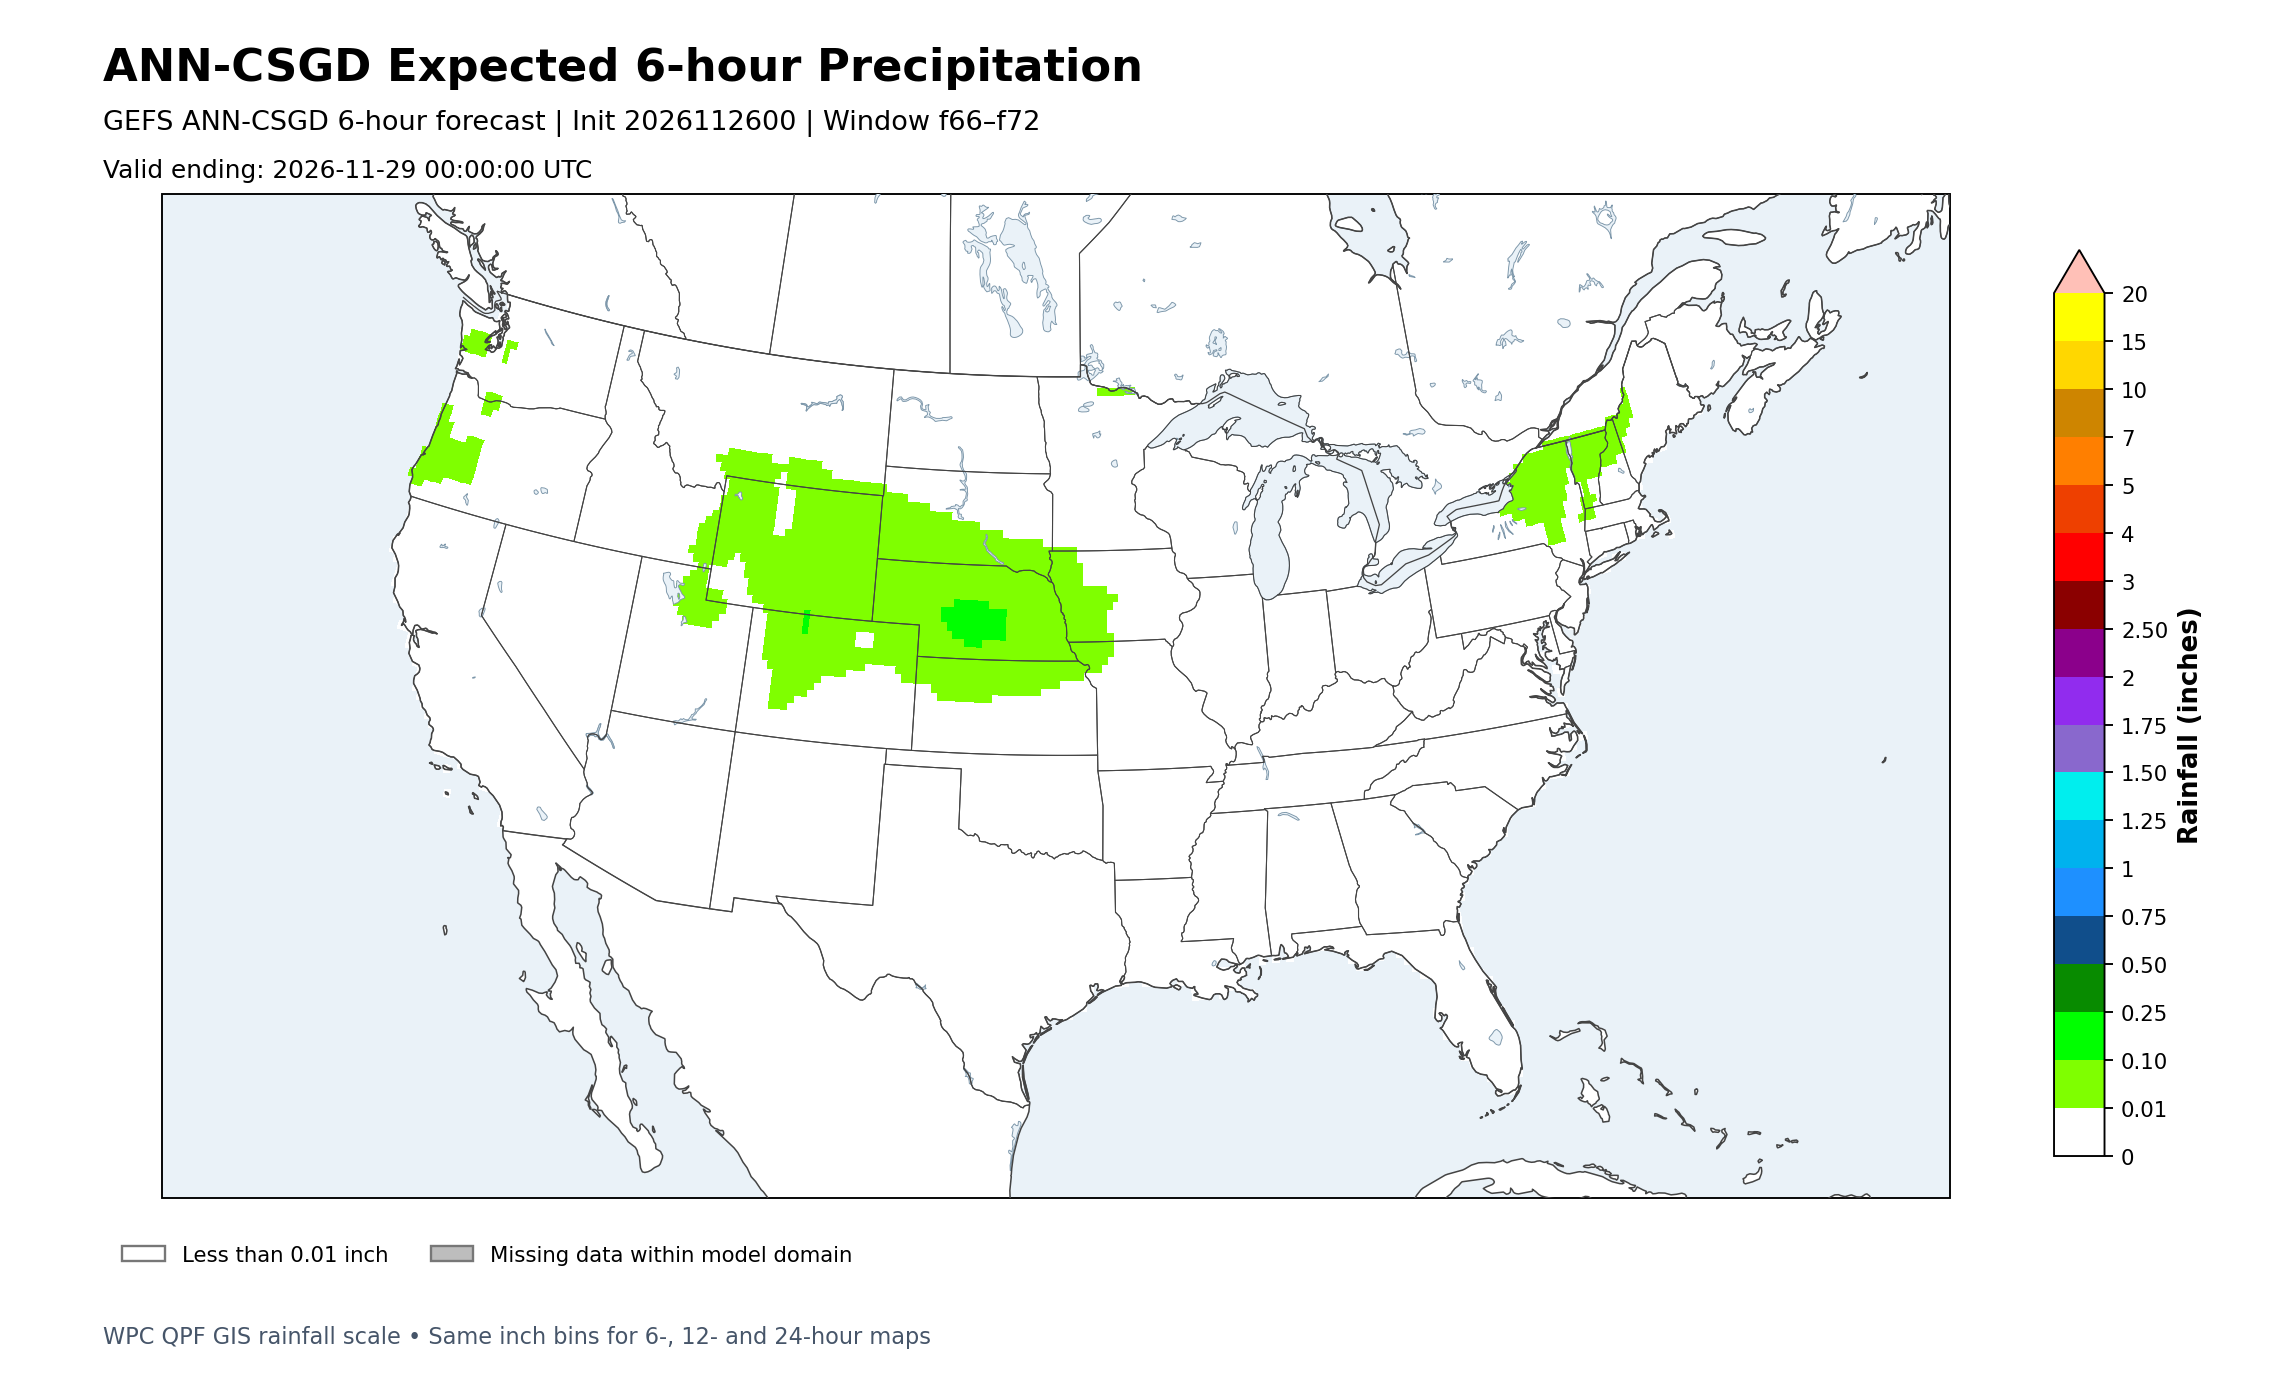 ANN-CSGD Expected 6-hour Precipitation
GEFS ANN-CSGD 6-hour forecast | Init 2026112600 | Window f66–f72
Valid ending: 2026-11-29 00:00:00 UTC
20
15
10
7
5
4
3
2.50
2
1.75
1.50
1.25
1
0.75
0.50
0.25
0.10
0.01
0
Rainfall (inches)
Less than 0.01 inch
Missing data within model domain
WPC QPF GIS rainfall scale • Same inch bins for 6-, 12- and 24-hour maps